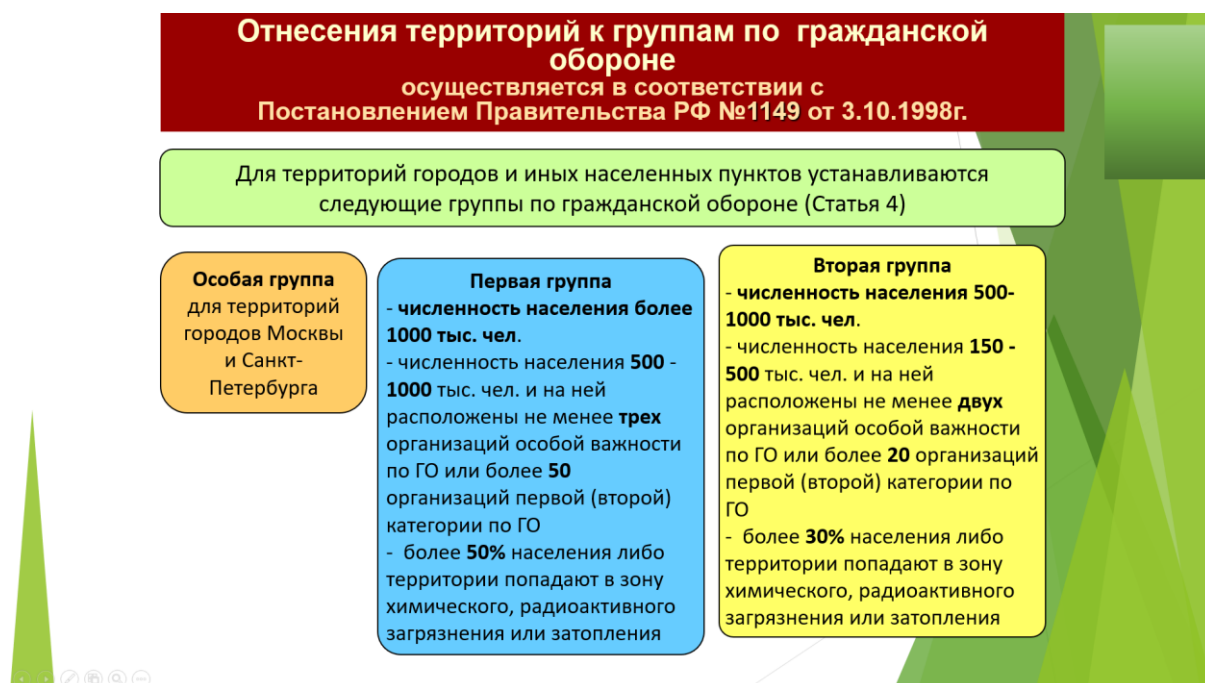 Отнесения территорий к группам по гражданской
обороне
осуществляется в соответствии с
Постановлением Правительства РФ №1149 от 3.10.1998г.
Для территорий городов и иных населенных пунктов устанавливаются
следующие группы по гражданской обороне (Статья 4)
Особая группа
для территорий
городов Москвы
и Санкт-
Петербурга
Первая группа
- численность населения более
1000 тыс. чел.
- численность населения 500 -
1000 тыс. чел. и на ней
расположены не менее трех
организаций особой важности
по ГО или более 50
организаций первой (второй)
категории по ГО
- более 50% населения либо
территории попадают в зону
химического, радиоактивного
загрязнения или затопления
Вторая группа
- численность населения 500-
1000 тыс. чел.
- численность населения 150 -
500 тыс. чел. и на ней
расположены не менее двух
организаций особой важности
по ГО или более 20 организаций
первой (второй) категории по
ГО
- более 30% населения либо
территории попадают в зону
химического, радиоактивного
загрязнения или затопления